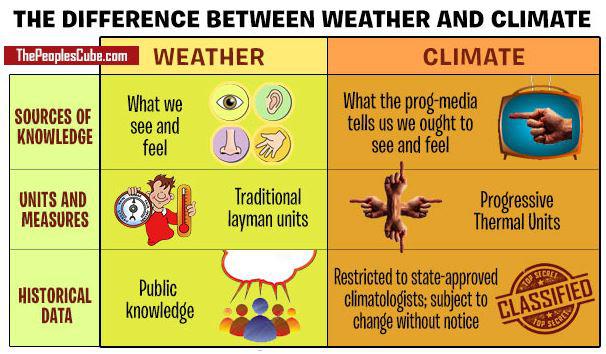 THE DIFFERENCE BETWEEN WEATHER AND CLIMATE
ThePeoplesCube.com
WEATHER
CLIMATE
SOURCES OF
KNOWLEDGE
What we
see and
feel
What the prog-media
tells us we ought to
see and feel
UNITS AND
MEASURES
Traditional
layman units
Progressive
Thermal Units
HISTORICAL
DATA
Public
knowledge
Restricted to state-approved
climatologists; subject to
change without notice
TOP SECRET
CLASSIFIED
TOP SECRET